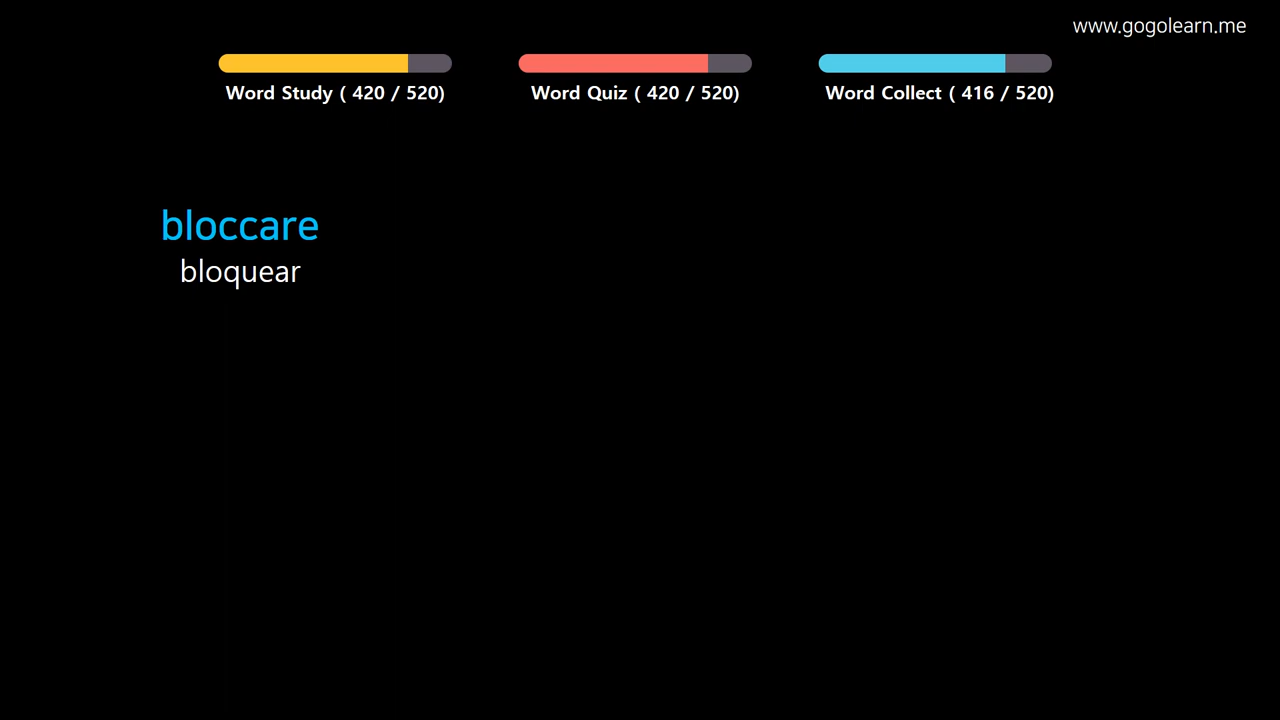 www.gogolearn.me
Word Study ( 420 / 520)
Word Quiz ( 420 / 520)
Word Collect ( 416 / 520)
bloccare
bloquear